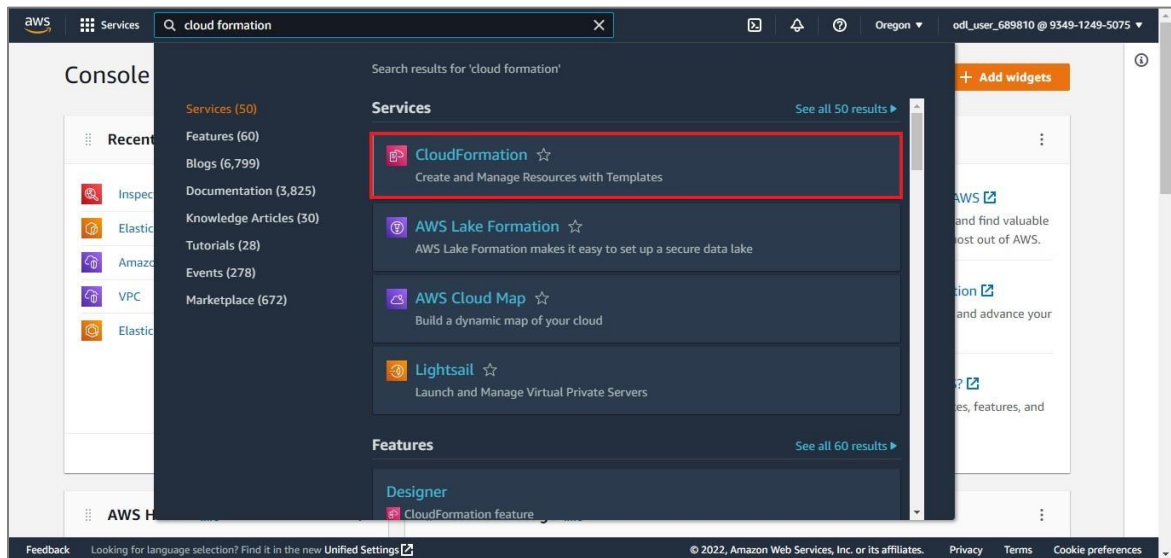 aws
Services
cloud formation
Oregon
odl_user_689810 @ 9349-1249-5075
Console
Add widgets
Search results for 'cloud formation'
Services (50)
Features (60)
Blogs (6,799)
Documentation (3,825)
Knowledge Articles (30)
Tutorials (28)
Events (278)
Marketplace (672)
Services
See all 50 results
CloudFormation
Create and Manage Resources with Templates
AWS Lake Formation
AWS Lake Formation makes it easy to set up a secure data lake
AWS Cloud Map
Build a dynamic map of your cloud
Lightsail
Launch and Manage Virtual Private Servers
Features
See all 60 results
Designer
CloudFormation feature
Recent
Inspec
Elastic
Amazo
VPC
Elastic
AWS
and find valuable
ost out of AWS.
tion
and advance your
s?
es, features, and
AWS H
Feedback
Looking for language selection? Find it in the new Unified Settings
© 2022, Amazon Web Services, Inc. or its affiliates.
Privacy
Terms
Cookie preferences